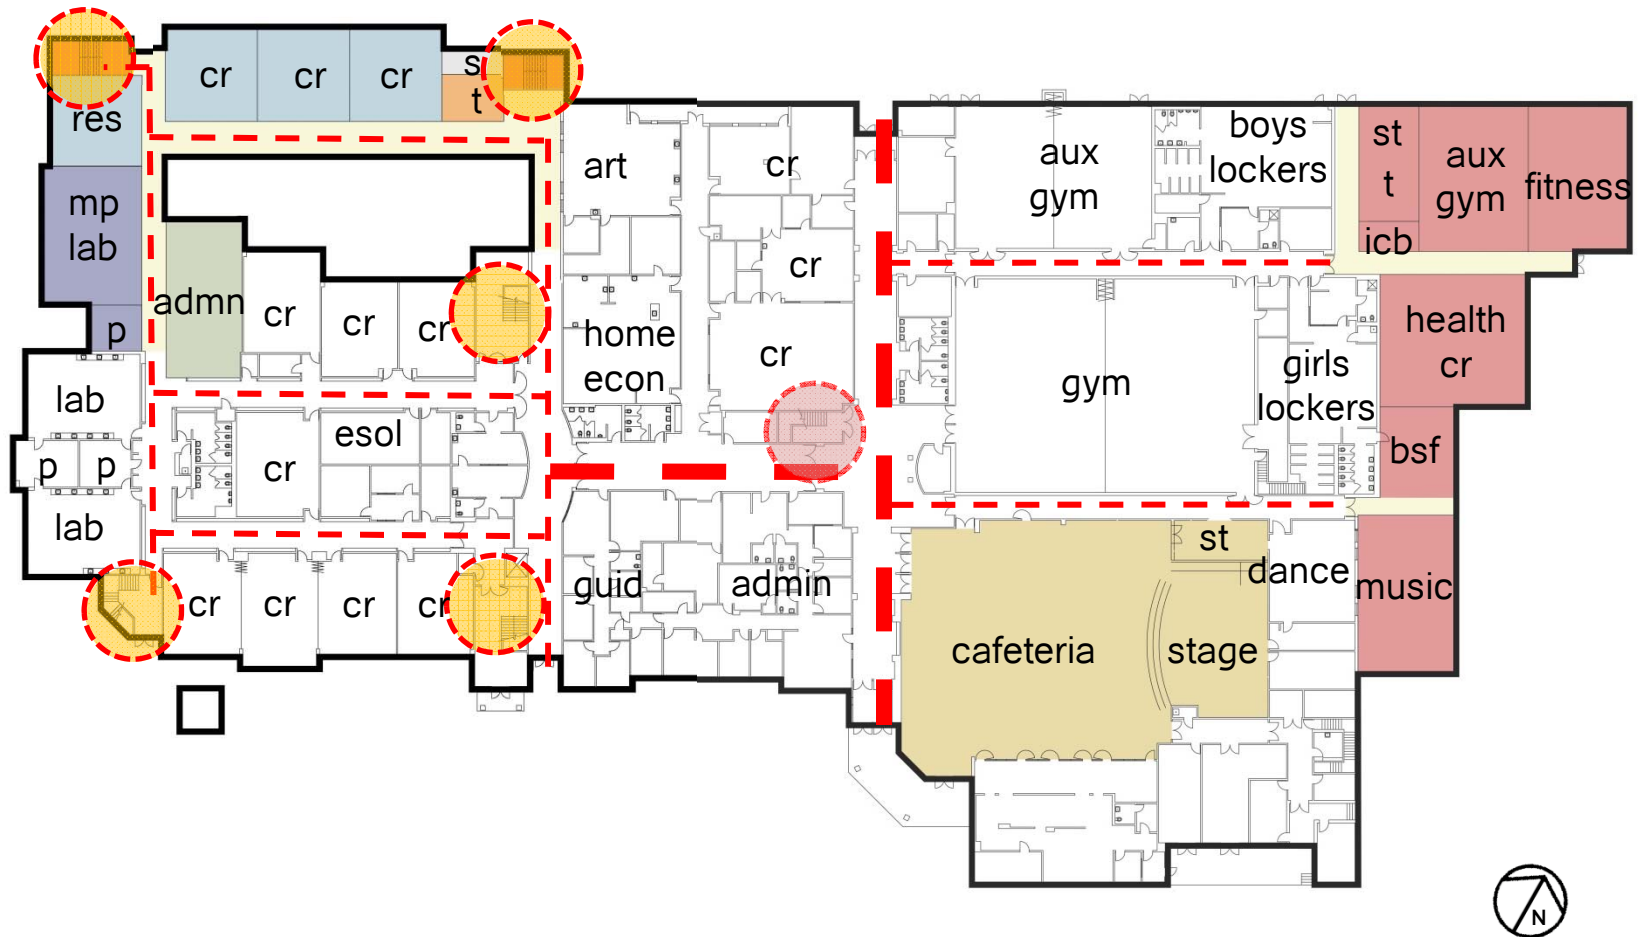 cr
cr
cr
s
t
res
mp
lab
p
admn
cr
cr
cr
lab
p
p
lab
cr
esol
cr
cr
cr
cr
art
cr
cr
home
econ
cr
guid
admin
aux
gym
boys
lockers
st
t
icb
aux
gym
fitness
gym
girls
lockers
health
cr
bsf
st
dance
music
cafeteria
stage
N